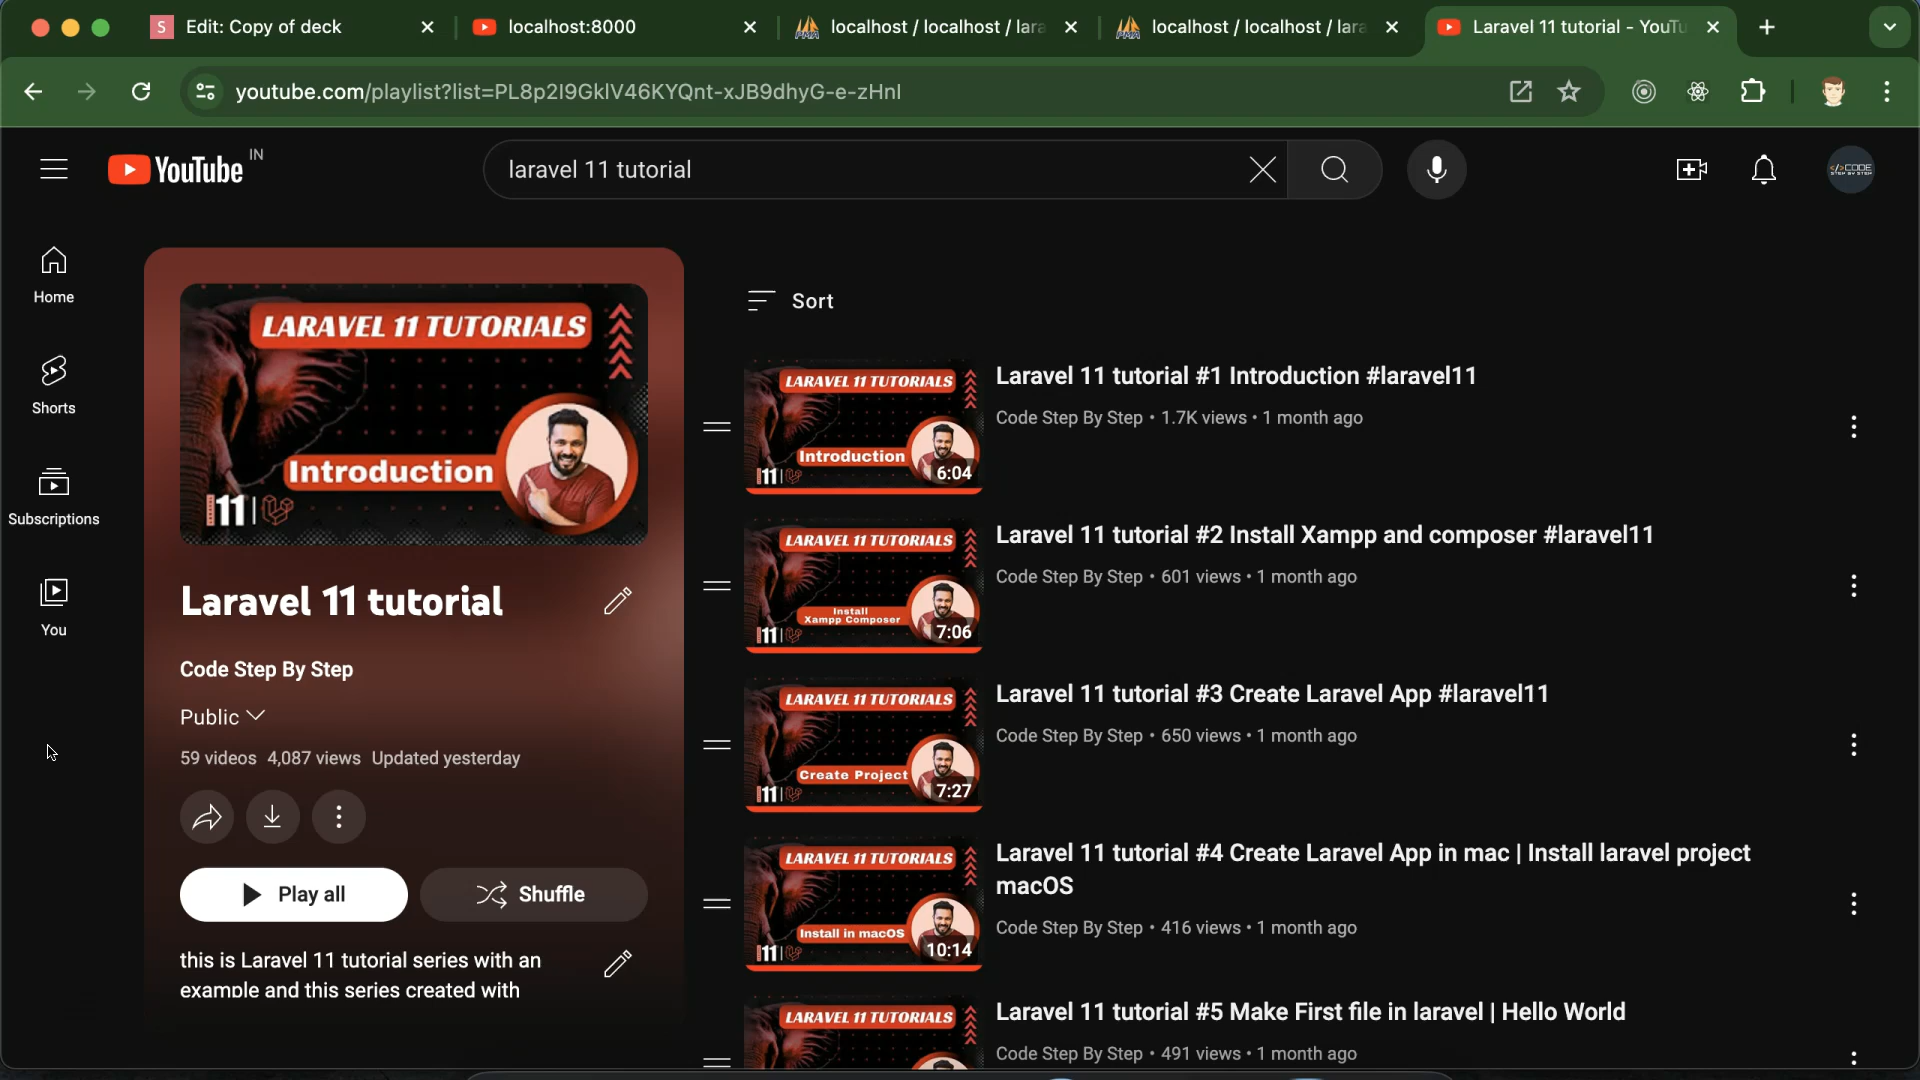 Edit: Copy of deck
localhost:8000
localhost / localhost / lara
localhost / localhost / lara
Laravel 11 tutorial - YouTu
youtube.com/playlist?list=PL8p2I9GklV46KYQnt-xJB9dhyG-e-zHnl
YouTube IN
laravel 11 tutorial
Home
Shorts
Subscriptions
You
LARAVEL 11 TUTORIALS
Introduction
11
Laravel 11 tutorial
Code Step By Step
Public
59 videos 4,087 views Updated yesterday
Play all
Shuffle
this is Laravel 11 tutorial series with an
example and this series created with
Sort
LARAVEL 11 TUTORIALS
Introduction
11
6:04
Laravel 11 tutorial #1 Introduction #laravel11
Code Step By Step • 1.7K views • 1 month ago
LARAVEL 11 TUTORIALS
Install
Xampp Composer
11
7:06
Laravel 11 tutorial #2 Install Xampp and composer #laravel11
Code Step By Step • 601 views • 1 month ago
LARAVEL 11 TUTORIALS
Create Project
11
7:27
Laravel 11 tutorial #3 Create Laravel App #laravel11
Code Step By Step • 650 views • 1 month ago
LARAVEL 11 TUTORIALS
Install in macOS
11
10:14
Laravel 11 tutorial #4 Create Laravel App in mac | Install laravel project
macOS
Code Step By Step • 416 views • 1 month ago
LARAVEL 11 TUTORIALS
Laravel 11 tutorial #5 Make First file in laravel | Hello World
Code Step By Step • 491 views • 1 month ago